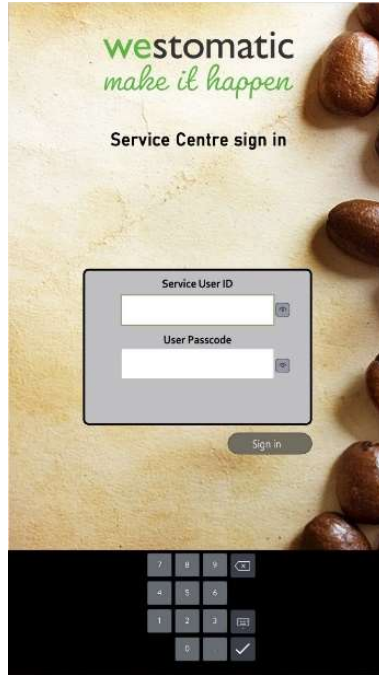 westomatic
make it happen
Service Centre sign in
Service User ID
User Passcode
Sign in
7 8 9
4 5 6
1 2 3
0 .